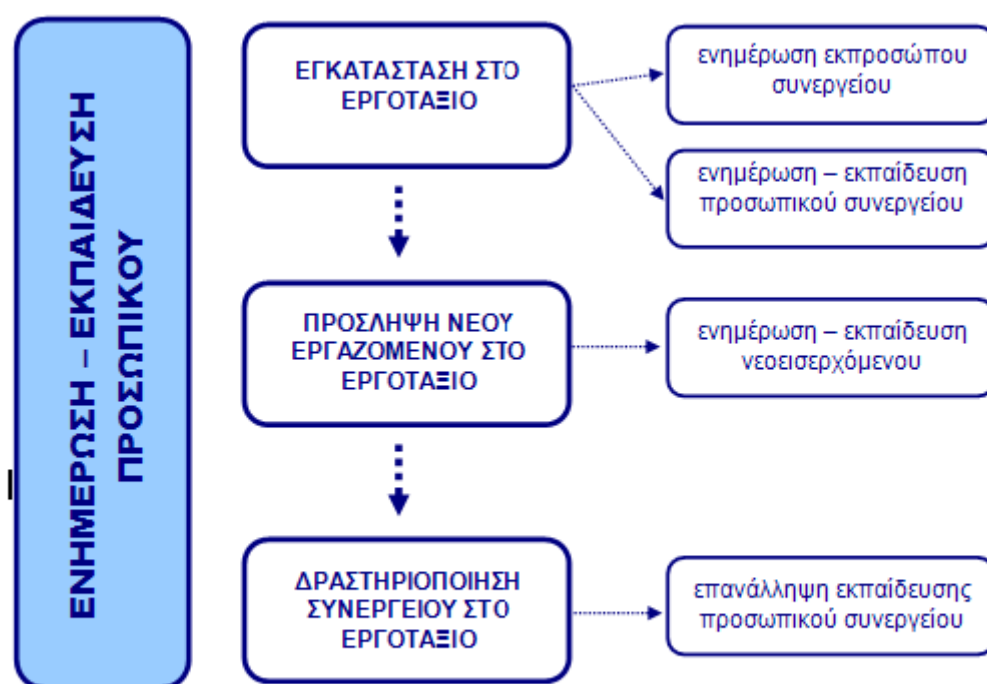 ΕΝΗΜΕΡΩΣΗ – ΕΚΠΑΙΔΕΥΣΗ
ΠΡΟΣΩΠΙΚΟΥ
ΕΓΚΑΤΑΣΤΑΣΗ ΣΤΟ
ΕΡΓΟΤΑΞΙΟ
ενημέρωση εκπροσώπου
συνεργείου
ενημέρωση – εκπαίδευση
προσωπικού συνεργείου
ΠΡΟΣΛΗΨΗ ΝΕΟΥ
ΕΡΓΑΖΟΜΕΝΟΥ ΣΤΟ
ΕΡΓΟΤΑΞΙΟ
ενημέρωση – εκπαίδευση
νεοεισερχόμενου
ΔΡΑΣΤΗΡΙΟΠΟΙΗΣΗ
ΣΥΝΕΡΓΕΙΟΥ ΣΤΟ
ΕΡΓΟΤΑΞΙΟ
επανάλληψη εκπαίδευσης
προσωπικού συνεργείου